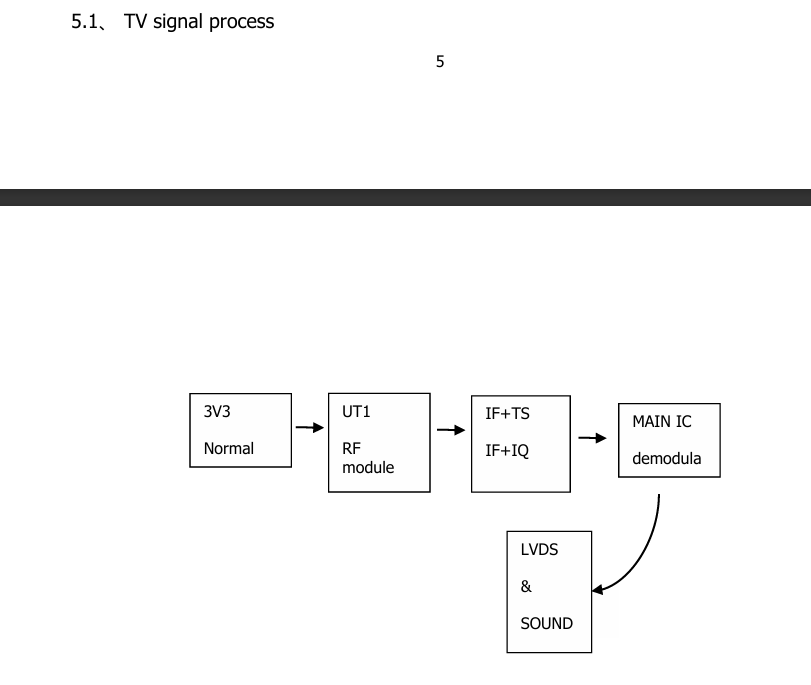 5.1、 TV signal process
5
3V3
Normal
UT1
RF
module
IF+TS
IF+IQ
MAIN IC
demodula
LVDS
&
SOUND